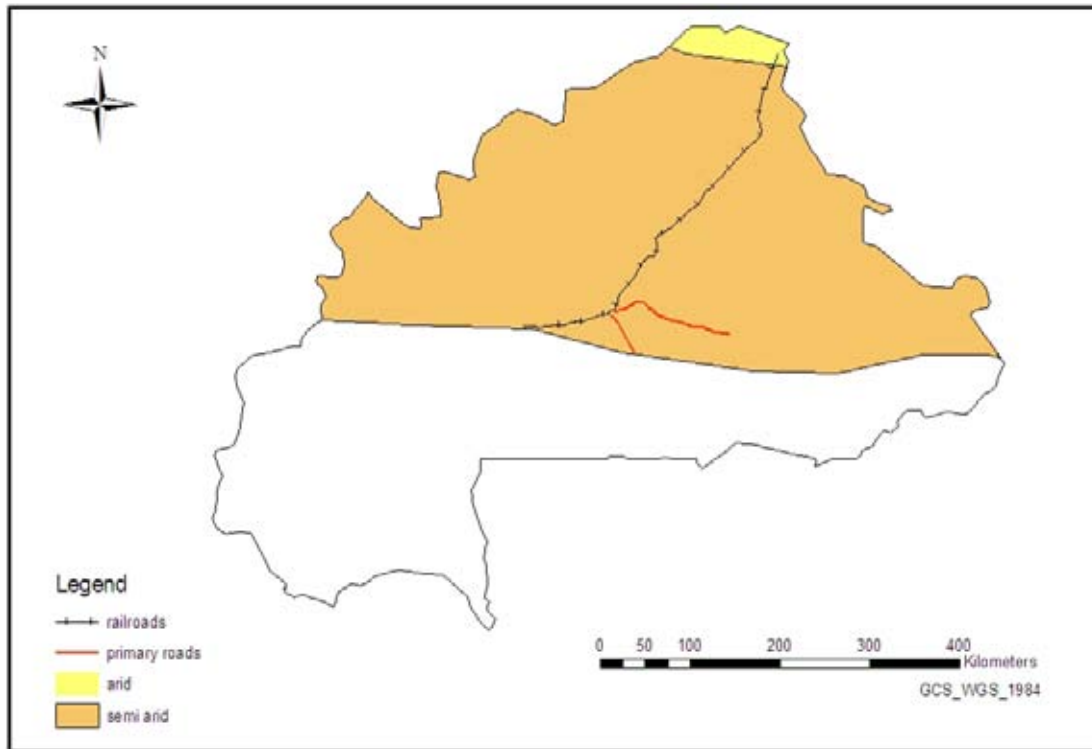 N
Legend
railroads
primary roads
arid
semi arid
0 50 100 200 300 400
Kilometers
GCS_WGS_1984